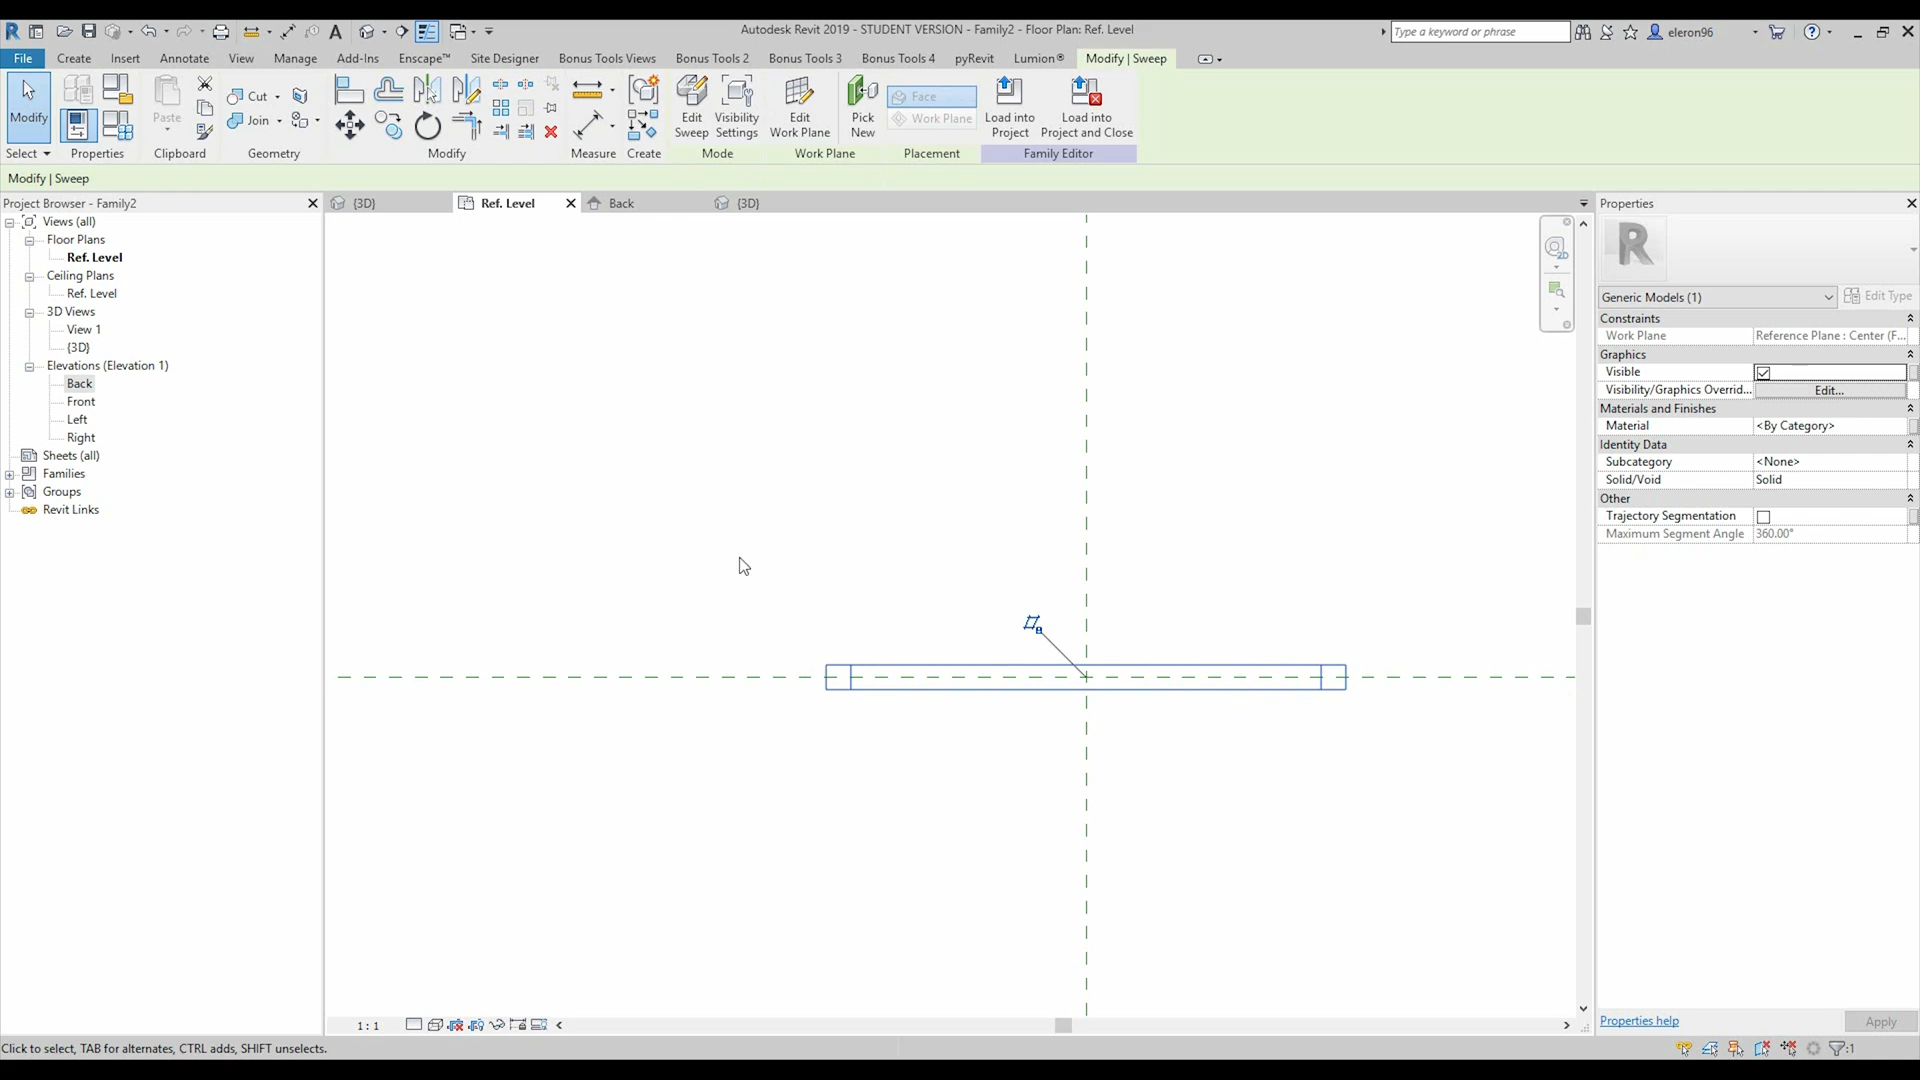 Autodesk Revit 2019 - STUDENT VERSION - Family2 - Floor Plan: Ref. Level
Type a keyword or phrase
eleron96
File Create Insert Annotate View Manage Add-Ins Enscape™ Site Designer Bonus Tools Views Bonus Tools 2 Bonus Tools 3 Bonus Tools 4 pyRevit Lumion® Modify | Sweep
Modify
Paste
Cut
Join
Edit Sweep
Visibility Settings
Edit Work Plane
Pick New
Face
Work Plane
Load into Project
Load into Project and Close
Select Properties Clipboard Geometry Modify Measure Create Mode Work Plane Placement Family Editor
Modify | Sweep
Project Browser - Family2
{3D}
Ref. Level
Back
{3D}
Properties
Views (all)
Floor Plans
Ref. Level
Ceiling Plans
Ref. Level
3D Views
View 1
{3D}
Elevations (Elevation 1)
Back
Front
Left
Right
Sheets (all)
Families
Groups
Revit Links
2D
R
Generic Models (1)
Edit Type
Constraints
Work Plane Reference Plane : Center (F...
Graphics
Visible
Visibility/Graphics Overrid... Edit...
Materials and Finishes
Material <By Category>
Identity Data
Subcategory <None>
Solid/Void Solid
Other
Trajectory Segmentation
Maximum Segment Angle 360.00°
Properties help
Apply
1 : 1
Click to select, TAB for alternates, CTRL adds, SHIFT unselects.
:1